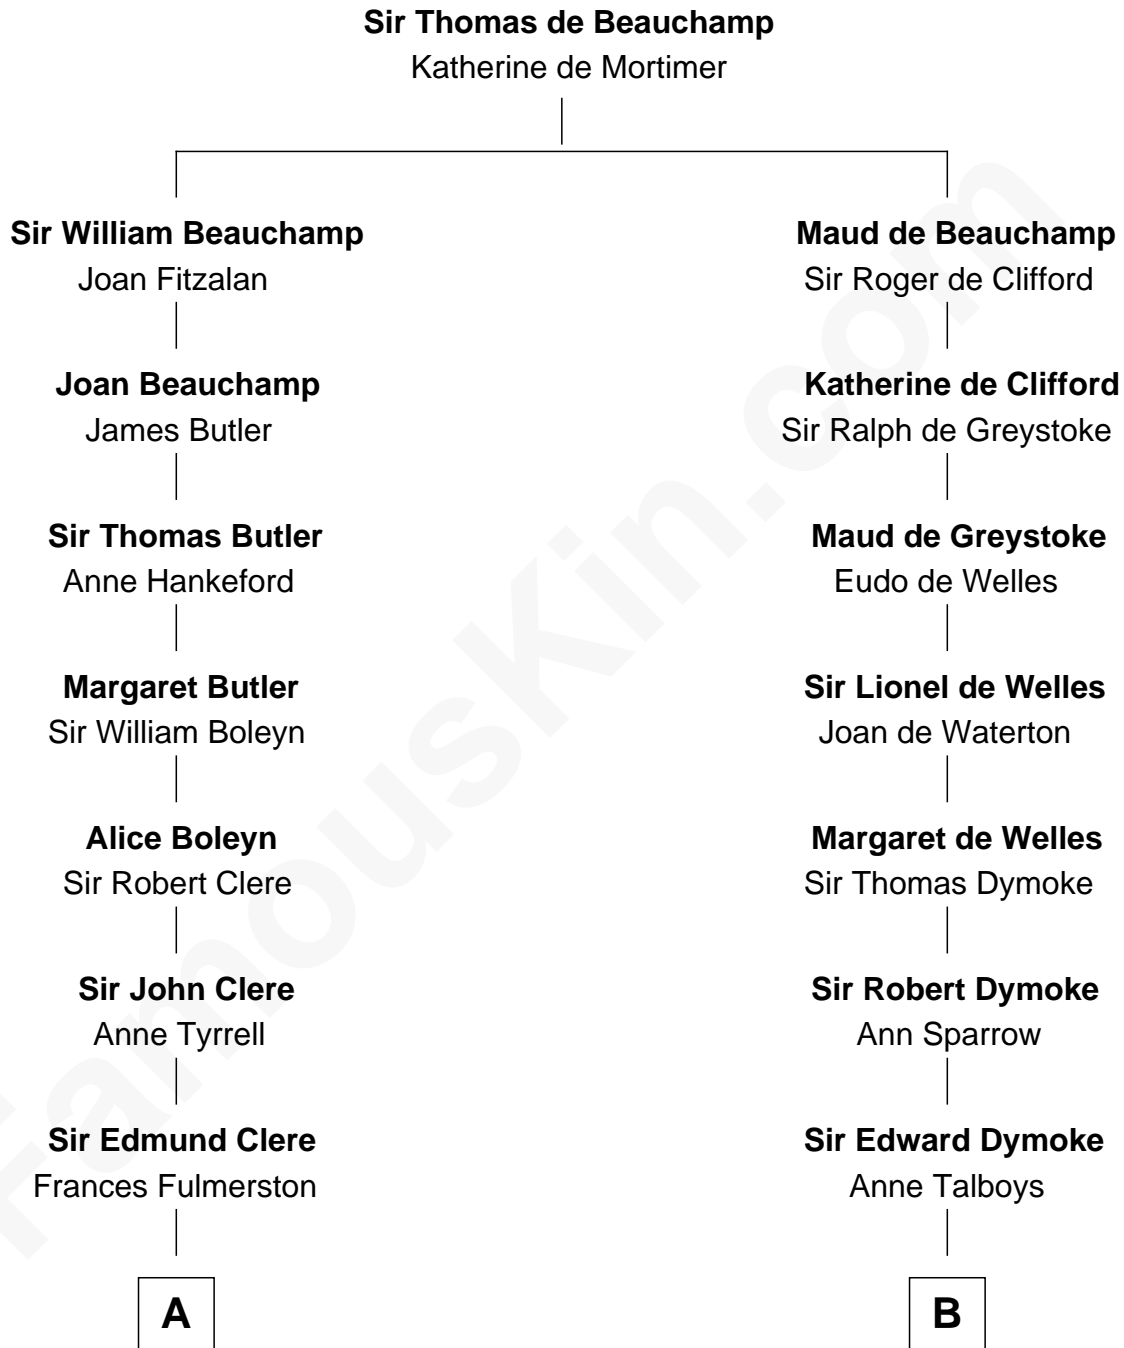 Sir Thomas de Beauchamp
Katherine de Mortimer
Sir William Beauchamp
Joan Fitzalan
Maud de Beauchamp
Sir Roger de Clifford
Joan Beauchamp
James Butler
Katherine de Clifford
Sir Ralph de Greystoke
Sir Thomas Butler
Anne Hankeford
Maud de Greystoke
Eudo de Welles
Margaret Butler
Sir William Boleyn
Sir Lionel de Welles
Joan de Waterton
Alice Boleyn
Sir Robert Clere
Margaret de Welles
Sir Thomas Dymoke
Sir John Clere
Anne Tyrrell
Sir Robert Dymoke
Ann Sparrow
Sir Edmund Clere
Frances Fulmerston
Sir Edward Dymoke
Anne Talboys
A
B
FamousKin.com